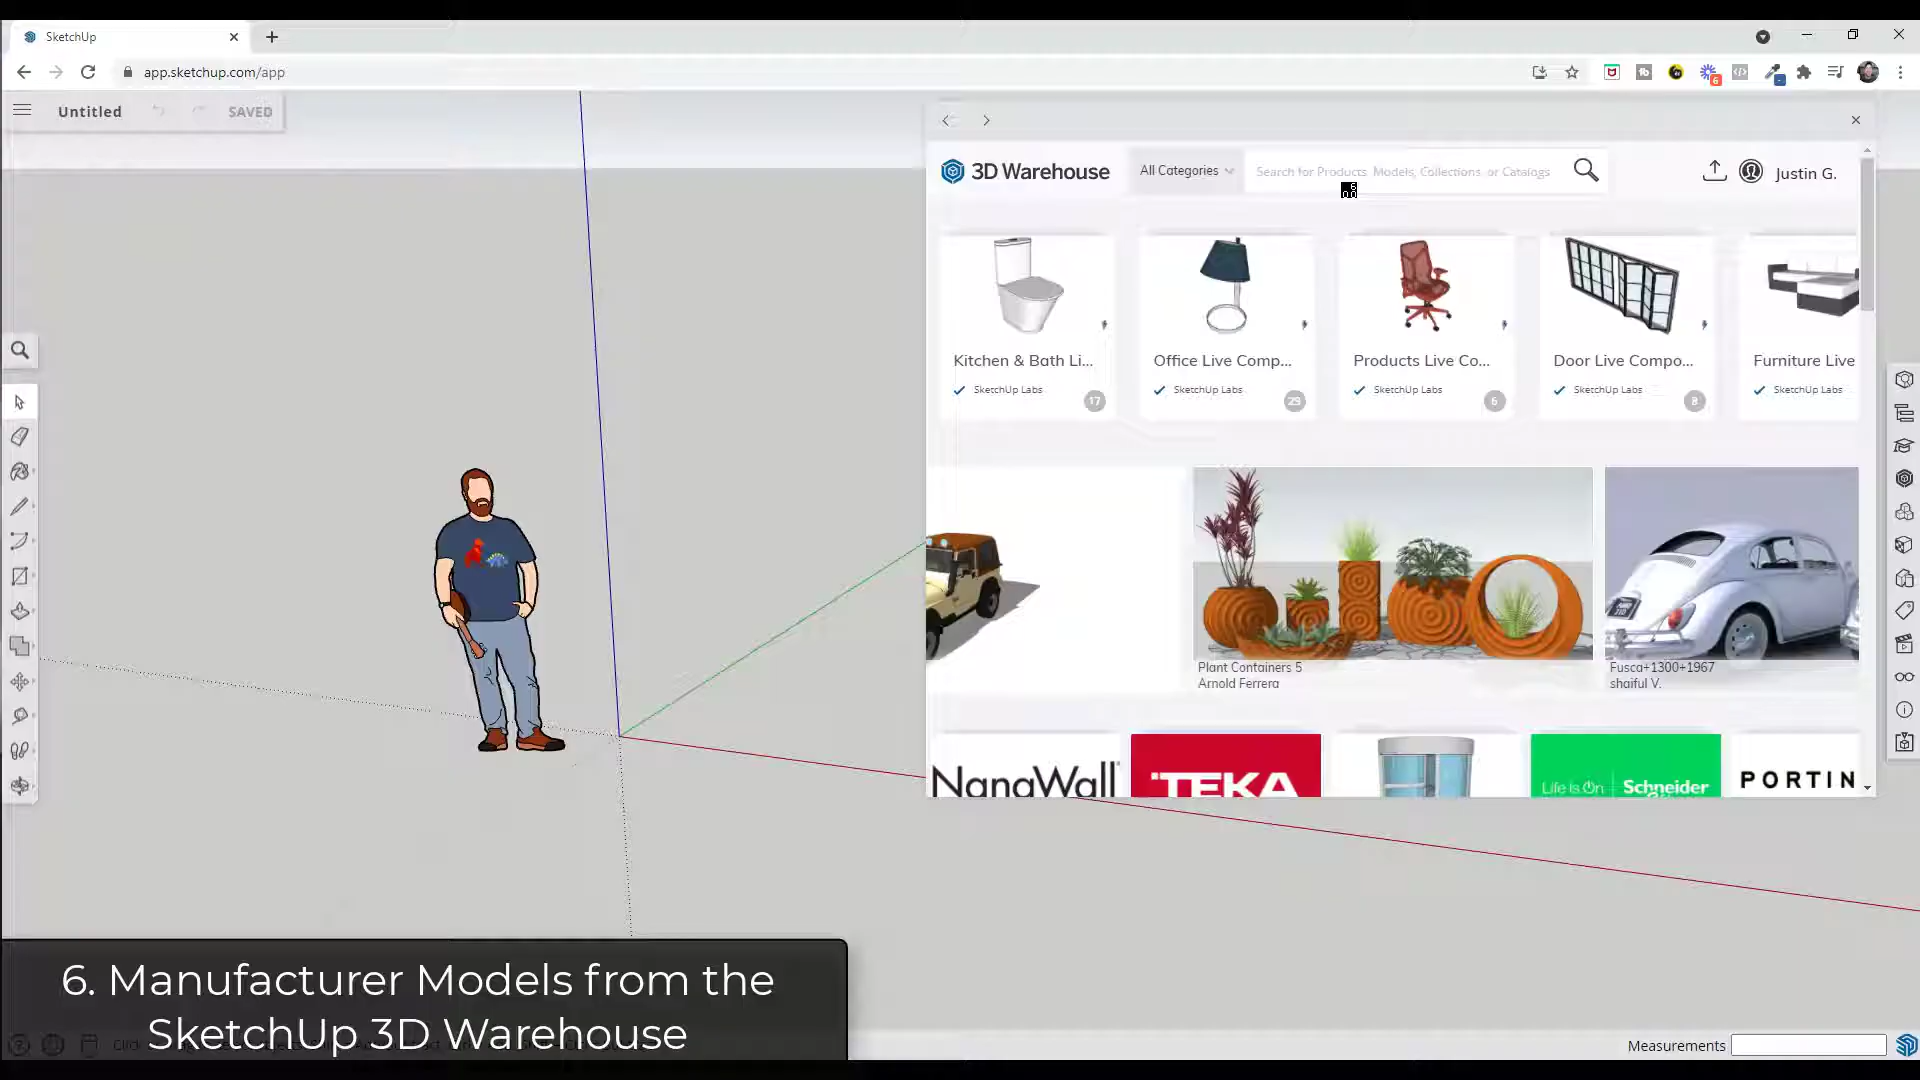 SketchUp
app.sketchup.com/app
6
Untitled
SAVED
3D Warehouse
All Categories
Search for Products, Models, Collections, or Catalogs
Justin G.
Kitchen & Bath Li...
Office Live Comp...
Products Live Co...
Door Live Compo...
Furniture Live
SketchUp Labs
SketchUp Labs
SketchUp Labs
SketchUp Labs
SketchUp Labs
17
29
6
8
Plant Containers 5
Arnold Ferrera
Fusca+1300+1967
shaiful V.
NanaWall
TEKA
Life Is On
Schneider
PORTIN
6. Manufacturer Models from the
SketchUp 3D Warehouse
Measurements